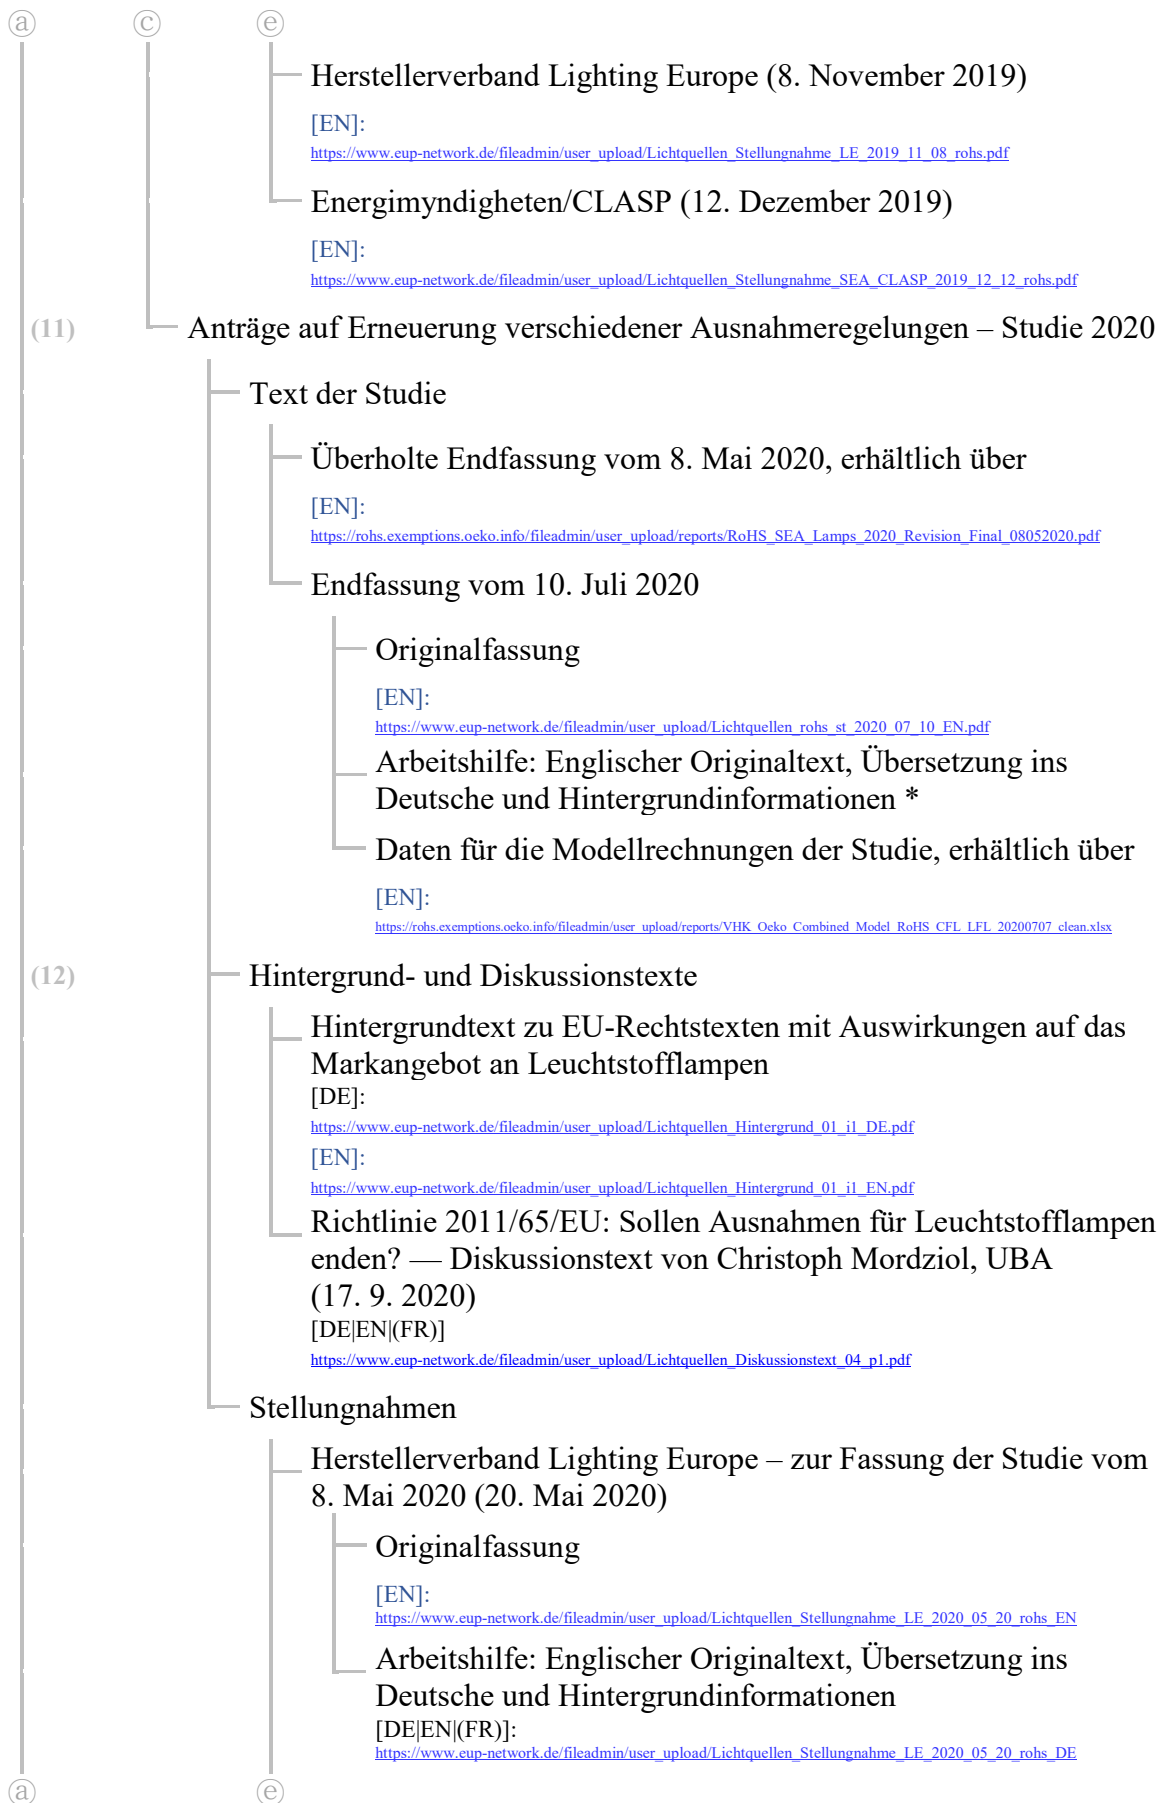 ⓐ ⓒ ⓔ
Herstellerverband Lighting Europe (8. November 2019)
[EN]:
https://www.eup-network.de/fileadmin/user_upload/Lichtquellen_Stellungnahme_LE_2019_11_08_rohs.pdf
Energimyndigheten/CLASP (12. Dezember 2019)
[EN]:
https://www.eup-network.de/fileadmin/user_upload/Lichtquellen_Stellungnahme_SEA_CLASP_2019_12_12_rohs.pdf
(11) Anträge auf Erneuerung verschiedener Ausnahmeregelungen – Studie 2020
Text der Studie
Überholte Endfassung vom 8. Mai 2020, erhältlich über
[EN]:
https://rohs.exemptions.oeko.info/fileadmin/user_upload/reports/RoHS_SEA_Lamps_2020_Revision_Final_08052020.pdf
Endfassung vom 10. Juli 2020
Originalfassung
[EN]:
https://www.eup-network.de/fileadmin/user_upload/Lichtquellen_rohs_st_2020_07_10_EN.pdf
Arbeitshilfe: Englischer Originaltext, Übersetzung ins
Deutsche und Hintergrundinformationen *
Daten für die Modellrechnungen der Studie, erhältlich über
[EN]:
https://rohs.exemptions.oeko.info/fileadmin/user_upload/reports/VHK_Oeko_Combined_Model_RoHS_CFL_LFL_20200707_clean.xlsx
(12) Hintergrund- und Diskussionstexte
Hintergrundtext zu EU-Rechtstexten mit Auswirkungen auf das
Markangebot an Leuchtstofflampen
[DE]:
https://www.eup-network.de/fileadmin/user_upload/Lichtquellen_Hintergrund_01_i1_DE.pdf
[EN]:
https://www.eup-network.de/fileadmin/user_upload/Lichtquellen_Hintergrund_01_i1_EN.pdf
Richtlinie 2011/65/EU: Sollen Ausnahmen für Leuchtstofflampen
enden? — Diskussionstext von Christoph Mordziol, UBA
(17. 9. 2020)
[DE|EN|(FR)]
https://www.eup-network.de/fileadmin/user_upload/Lichtquellen_Diskussionstext_04_p1.pdf
Stellungnahmen
Herstellerverband Lighting Europe – zur Fassung der Studie vom
8. Mai 2020 (20. Mai 2020)
Originalfassung
[EN]:
https://www.eup-network.de/fileadmin/user_upload/Lichtquellen_Stellungnahme_LE_2020_05_20_rohs_EN
Arbeitshilfe: Englischer Originaltext, Übersetzung ins
Deutsche und Hintergrundinformationen
[DE|EN|(FR)]:
https://www.eup-network.de/fileadmin/user_upload/Lichtquellen_Stellungnahme_LE_2020_05_20_rohs_DE
ⓐ ⓔ